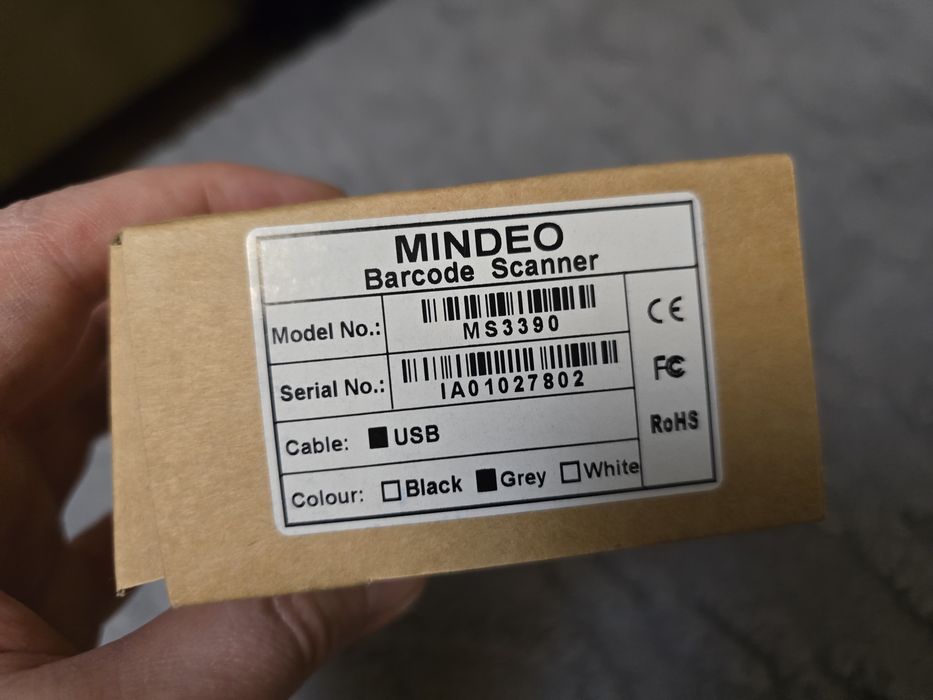 MINDEO
Barcode Scanner
Model No.: MS3390
Serial No.: IA01027802
Cable: ■ USB
Colour: □ Black ■ Grey □ White
CE
FC
RoHS